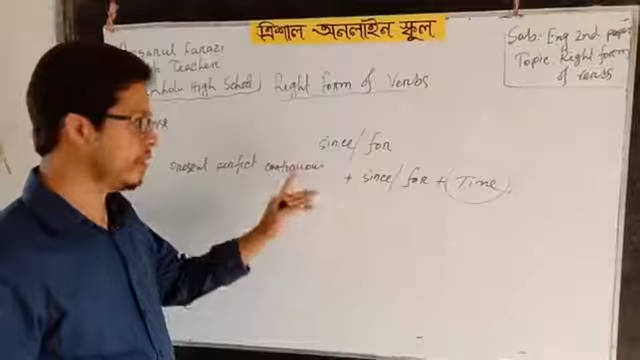 ত্রিশাল অনলাইন স্কুল
Sub: Eng 2nd paper
Topic: Right form of verbs
Farazi
Teacher
High School
Right form of Verbs
since/for
present perfect continuous + since/ for + Time